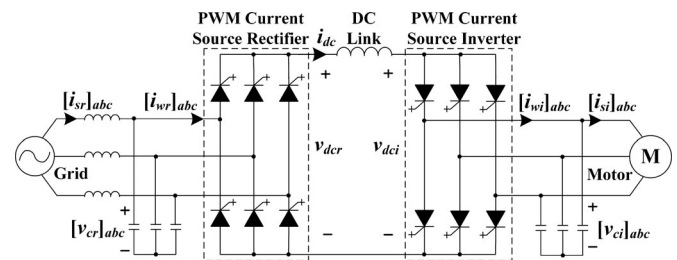 PWM Current
Source Rectifier
i_dc
DC
Link
PWM Current
Source Inverter
[i_sr]_abc
[i_wr]_abc
+
+
[i_wi]_abc
[i_si]_abc
Grid
v_dcr
v_dci
M
Motor
[v_cr]_abc
+
−
−
−
[v_ci]_abc
+
−